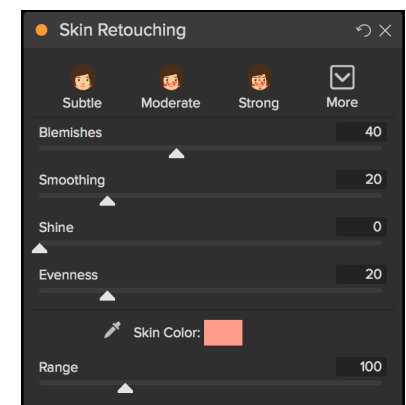 Skin Retouching
Subtle Moderate Strong More
Blemishes 40
Smoothing 20
Shine 0
Evenness 20
Skin Color:
Range 100